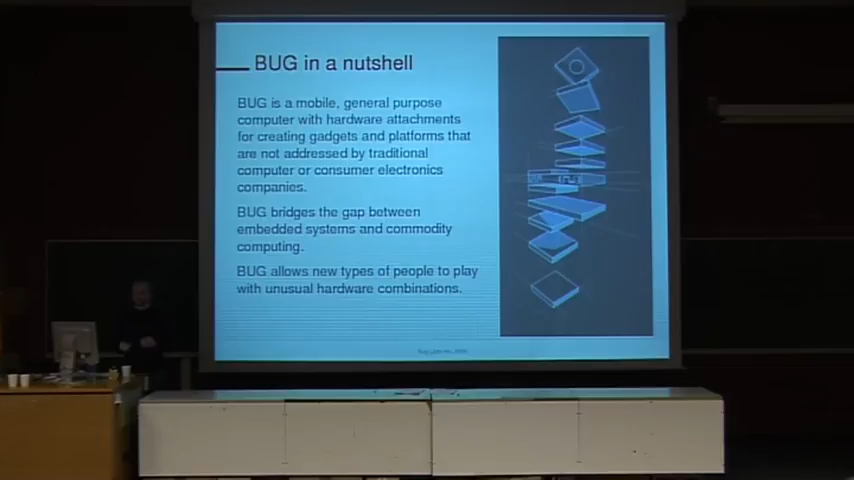 BUG in a nutshell
BUG is a mobile, general purpose
computer with hardware attachments
for creating gadgets and platforms that
are not addressed by traditional
computer or consumer electronics
companies.
BUG bridges the gap between
embedded systems and commodity
computing.
BUG allows new types of people to play
with unusual hardware combinations.